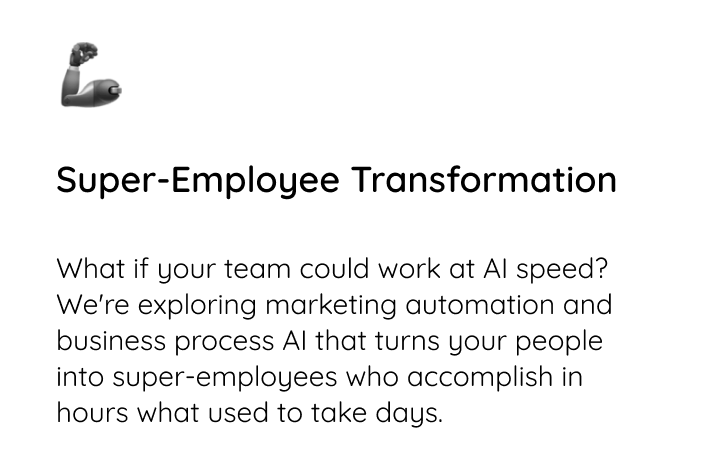 Super-Employee Transformation
What if your team could work at AI speed?
We're exploring marketing automation and
business process AI that turns your people
into super-employees who accomplish in
hours what used to take days.